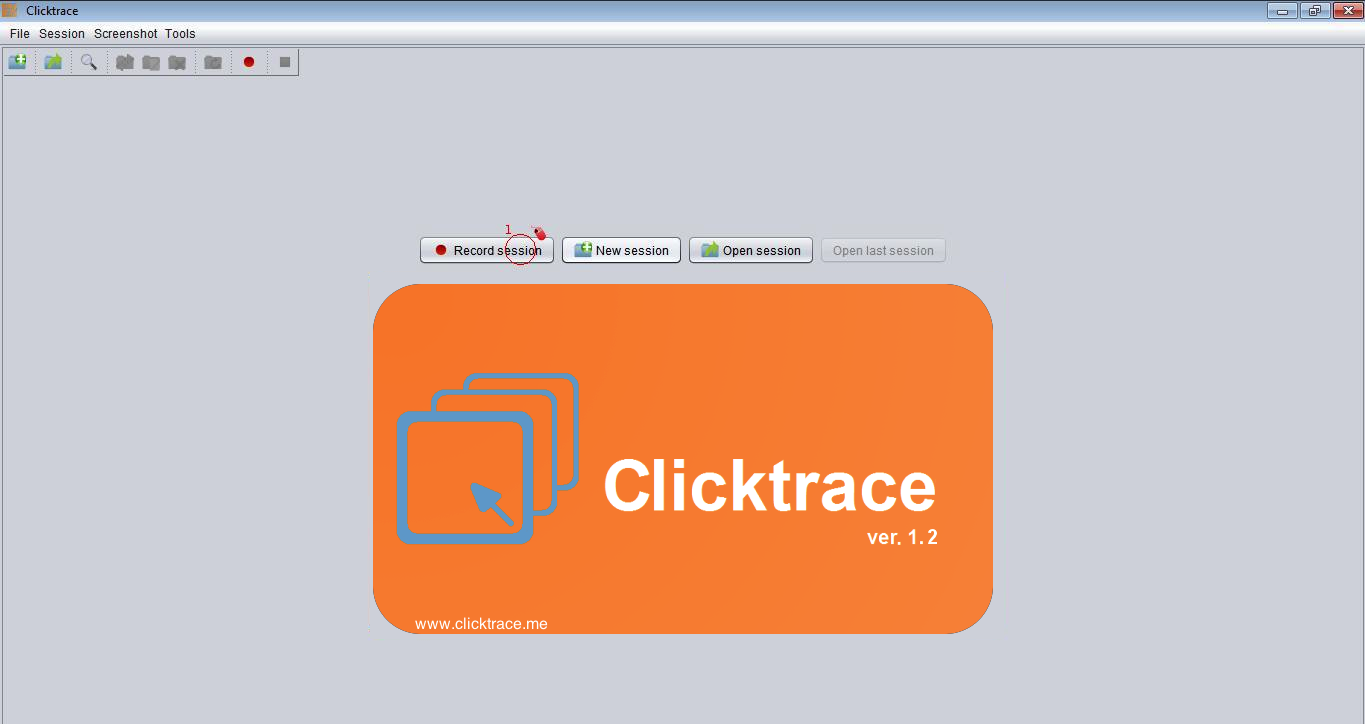 Clicktrace
File Session Screenshot Tools
1
Record session New session Open session Open last session
Clicktrace
ver. 1.2
www.clicktrace.me